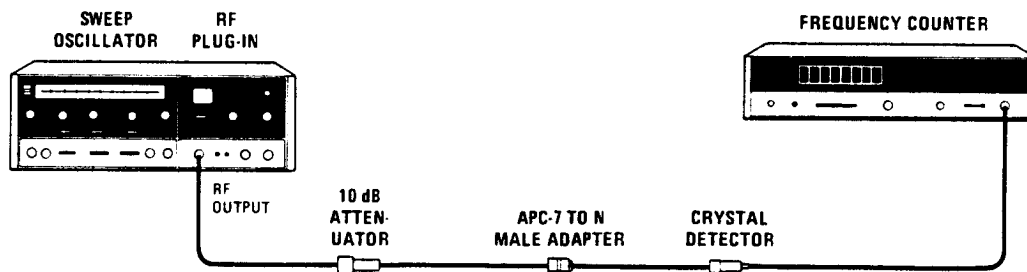 SWEEP
OSCILLATOR
RF
PLUG-IN
FREQUENCY COUNTER
RF
OUTPUT
10 dB
ATTEN-
UATOR
APC-7 TO N
MALE ADAPTER
CRYSTAL
DETECTOR